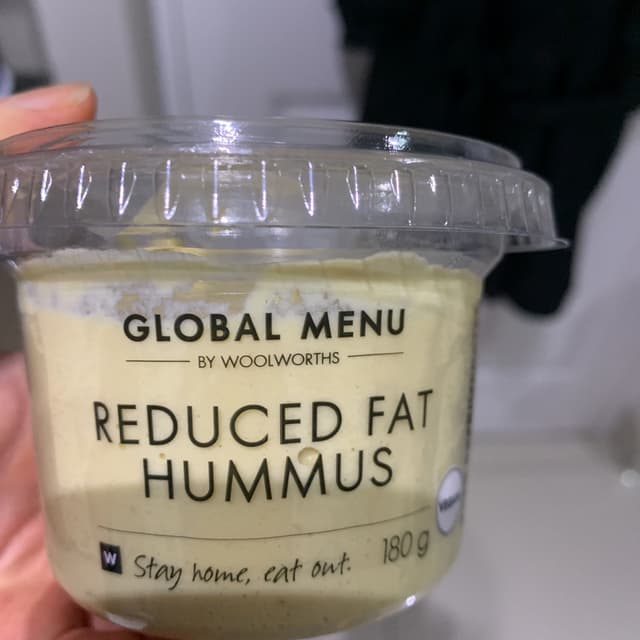 GLOBAL MENU
BY WOOLWORTHS
REDUCED FAT
HUMMUS
W Stay home, eat out. 180 g